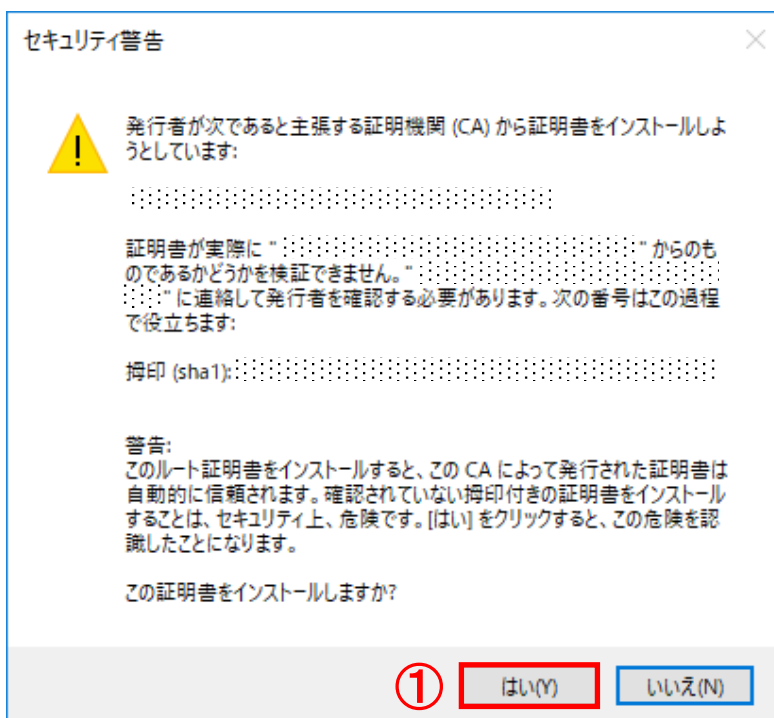 セキュリティ警告
発行者が次であると主張する証明機関 (CA) から証明書をインストールしよ
うとしています:
証明書が実際に " " からのも
のであるかどうかを検証できません。"
" に連絡して発行者を確認する必要があります。次の番号はこの過程
で役立ちます:
拇印 (sha1):
警告:
このルート証明書をインストールすると、この CA によって発行された証明書は
自動的に信頼されます。確認されていない拇印付きの証明書をインストール
することは、セキュリティ上、危険です。[はい] をクリックすると、この危険を認
識したことになります。
この証明書をインストールしますか?
① はい(Y) いいえ(N)